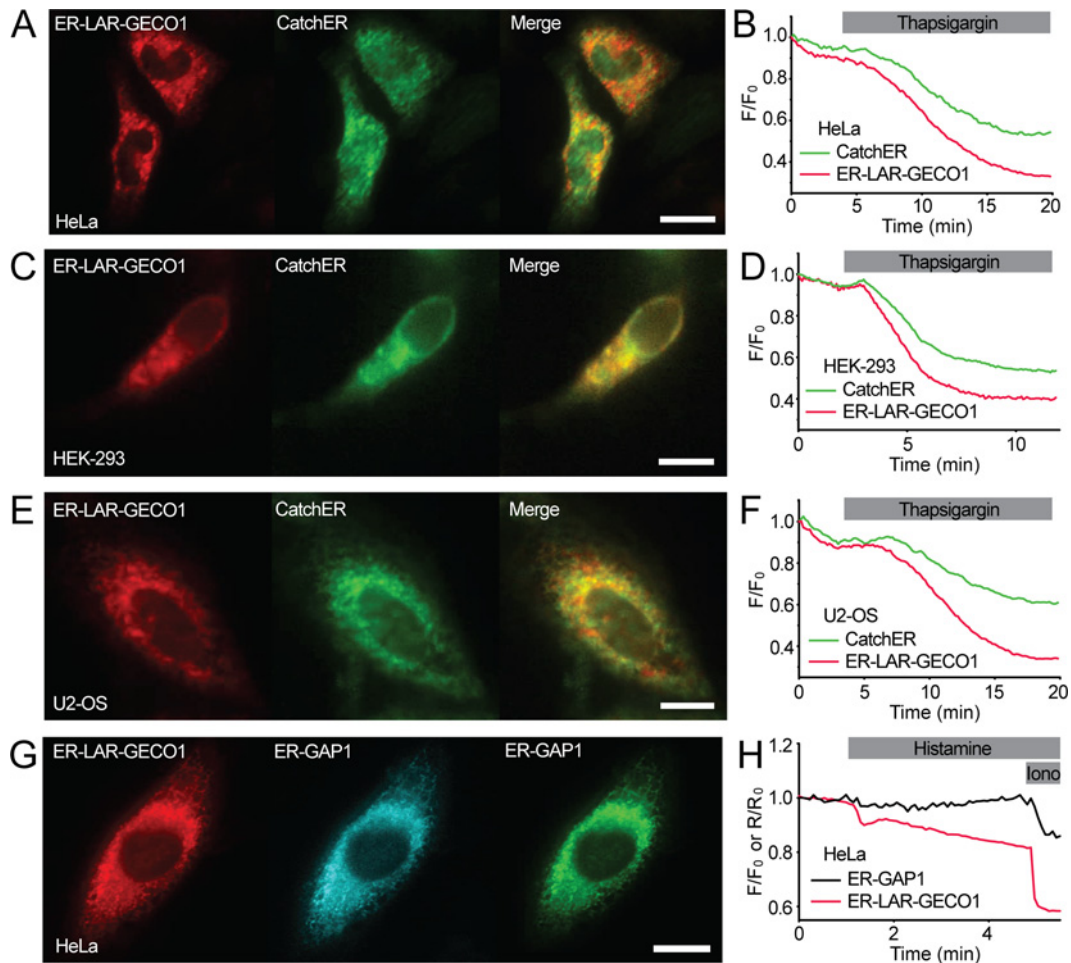 A
ER-LAR-GECO1
CatchER
Merge
HeLa
B
Thapsigargin
1.0
0.8
0.6
0.4
F/F₀
HeLa
CatchER
ER-LAR-GECO1
0 5 10 15 20
Time (min)
C
ER-LAR-GECO1
CatchER
Merge
HEK-293
D
Thapsigargin
1.0
0.8
0.6
0.4
F/F₀
HEK-293
CatchER
ER-LAR-GECO1
0 5 10
Time (min)
E
ER-LAR-GECO1
CatchER
Merge
U2-OS
F
Thapsigargin
1.0
0.8
0.6
0.4
F/F₀
U2-OS
CatchER
ER-LAR-GECO1
0 5 10 15 20
Time (min)
G
ER-LAR-GECO1
ER-GAP1
ER-GAP1
HeLa
H
1.2
Histamine
Iono
1.0
0.8
0.6
F/F₀ or R/R₀
HeLa
ER-GAP1
ER-LAR-GECO1
2 4
Time (min)